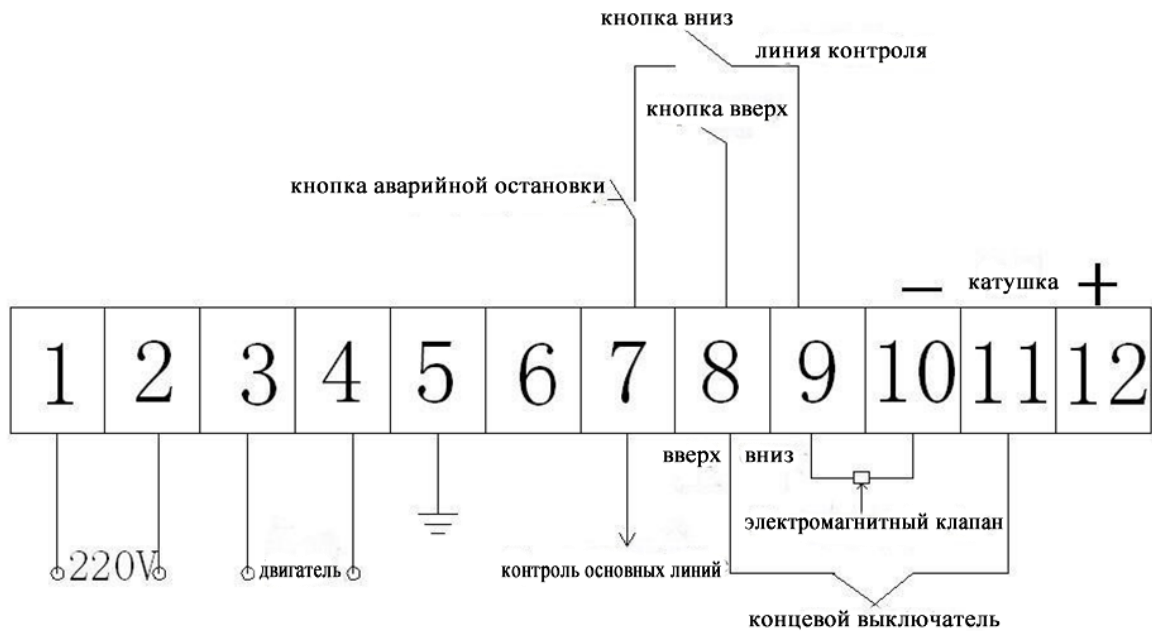 кнопка вниз
линия контроля
кнопка вверх
кнопка аварийной остановки
— катушка +
1 2 3 4 5 6 7 8 9 10 11 12
вверх вниз
электромагнитный клапан
220V двигатель контроль основных линий
концевой выключатель